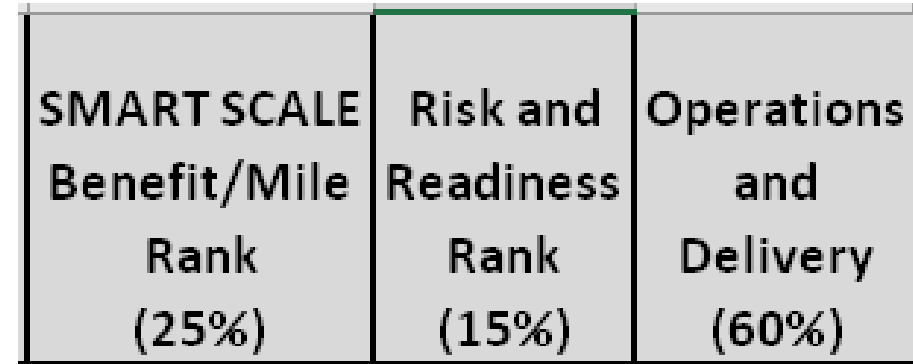 SMART SCALE
Benefit/Mile
Rank
(25%)
Risk and
Readiness
Rank
(15%)
Operations
and
Delivery
(60%)